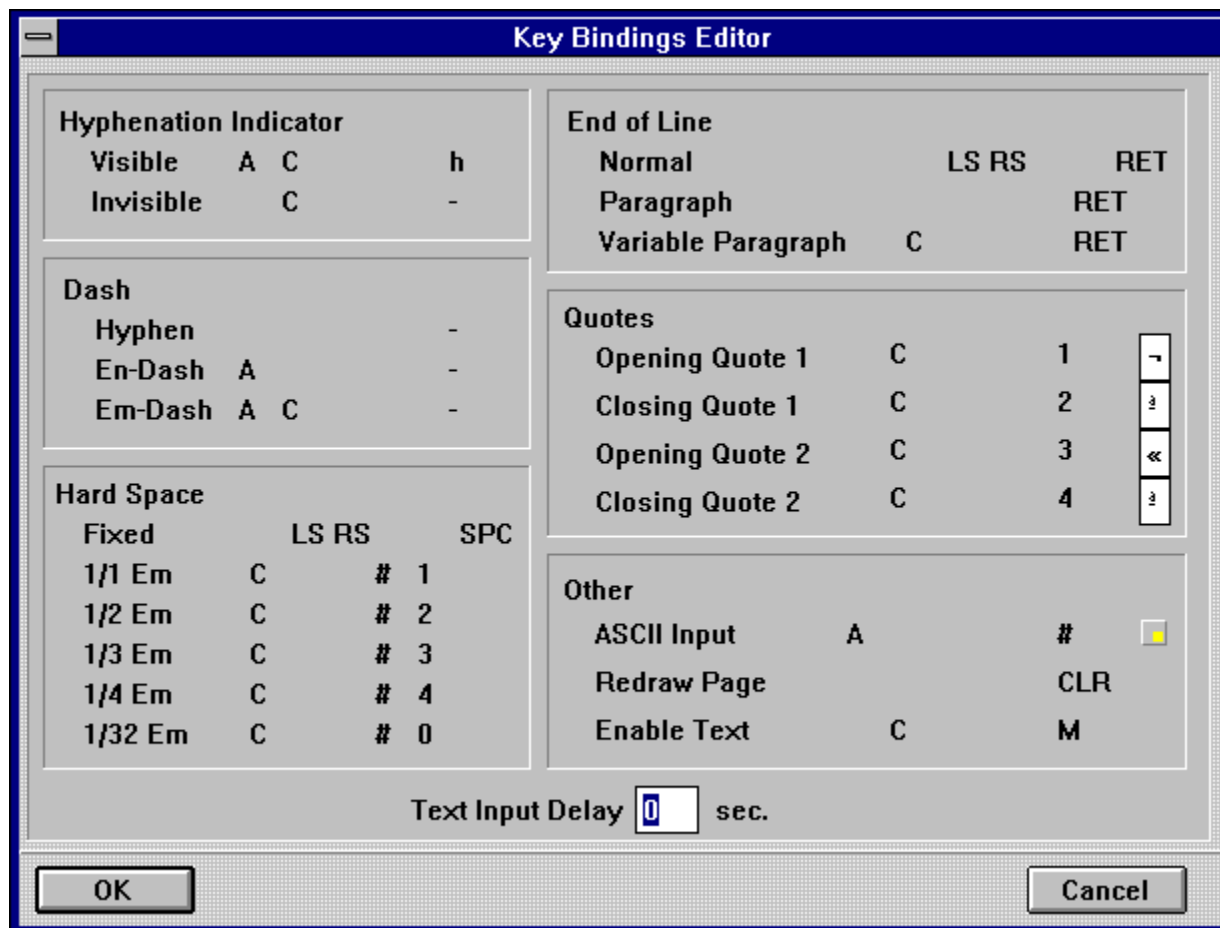 Key Bindings Editor
Hyphenation Indicator
Visible A C h
Invisible C -
Dash
Hyphen -
En-Dash A -
Em-Dash A C -
Hard Space
Fixed LS RS SPC
1/1 Em C # 1
1/2 Em C # 2
1/3 Em C # 3
1/4 Em C # 4
1/32 Em C # 0
End of Line
Normal LS RS RET
Paragraph RET
Variable Paragraph C RET
Quotes
Opening Quote 1 C 1 ¬
Closing Quote 1 C 2
Opening Quote 2 C 3 «
Closing Quote 2 C 4
Other
ASCII Input A #
Redraw Page CLR
Enable Text C M
Text Input Delay 0 sec.
OK
Cancel